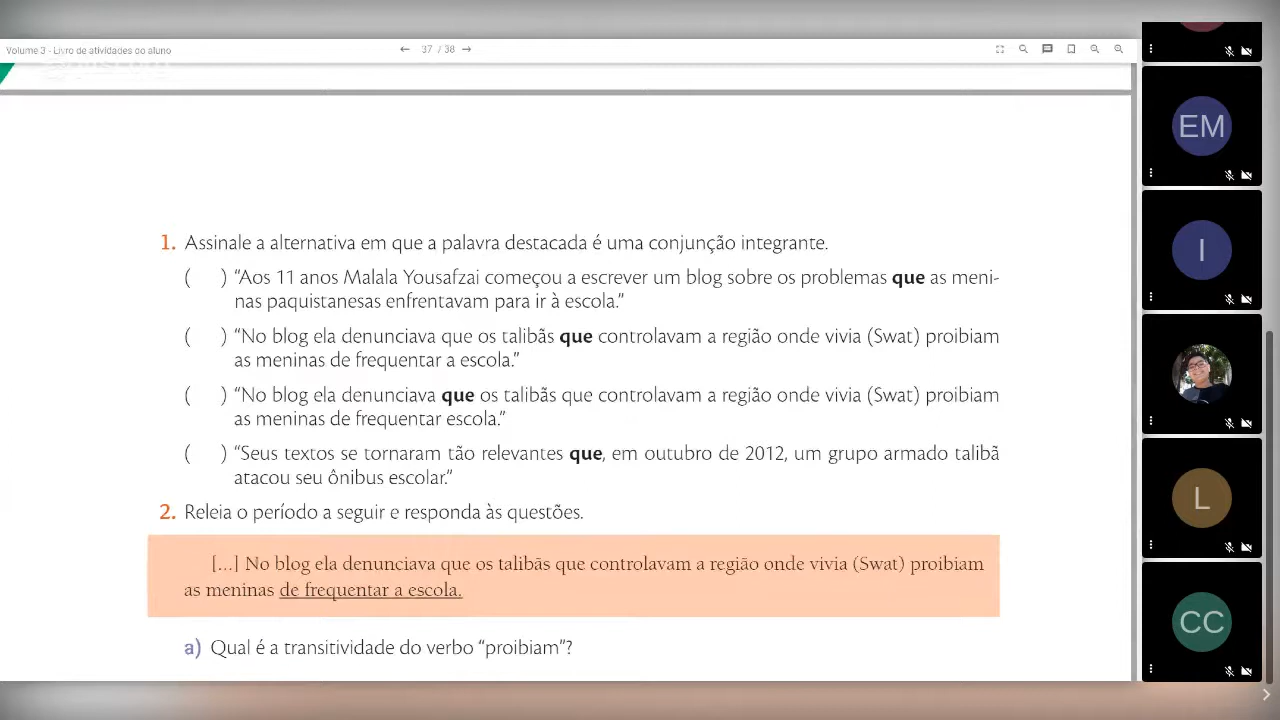 Volume 3 - Livro de atividades do aluno
37 / 38
1. Assinale a alternativa em que a palavra destacada é uma conjunção integrante.
( ) “Aos 11 anos Malala Yousafzai começou a escrever um blog sobre os problemas que as meni-
nas paquistanesas enfrentavam para ir à escola.”
( ) “No blog ela denunciava que os talibãs que controlavam a região onde vivia (Swat) proibiam
as meninas de frequentar a escola.”
( ) “No blog ela denunciava que os talibãs que controlavam a região onde vivia (Swat) proibiam
as meninas de frequentar escola.”
( ) “Seus textos se tornaram tão relevantes que, em outubro de 2012, um grupo armado talibã
atacou seu ônibus escolar.”
2. Releia o período a seguir e responda às questões.
[...] No blog ela denunciava que os talibãs que controlavam a região onde vivia (Swat) proibiam
as meninas de frequentar a escola.
a) Qual é a transitividade do verbo “proibiam”?
EM
I
L
CC